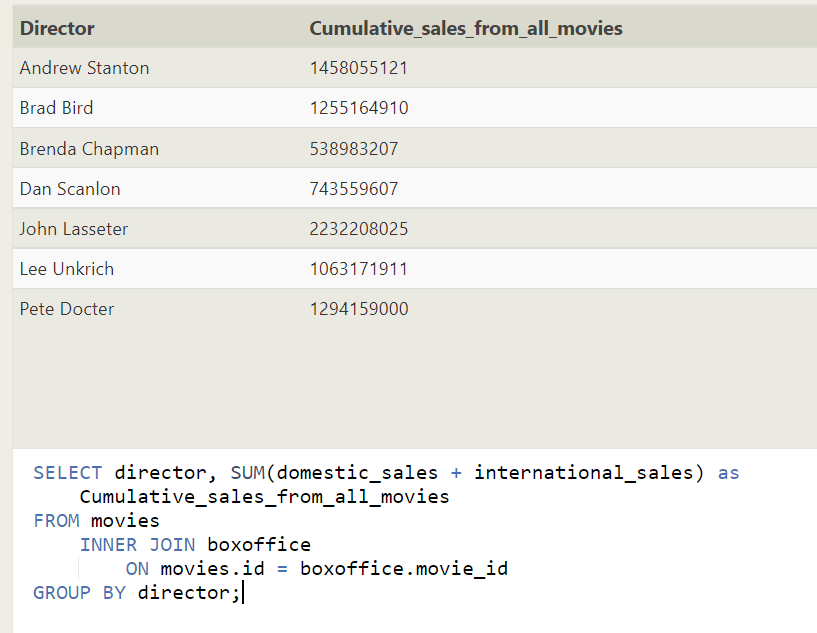 Director Cumulative_sales_from_all_movies
Andrew Stanton 1458055121
Brad Bird 1255164910
Brenda Chapman 538983207
Dan Scanlon 743559607
John Lasseter 2232208025
Lee Unkrich 1063171911
Pete Docter 1294159000
SELECT director, SUM(domestic_sales + international_sales) as
Cumulative_sales_from_all_movies
FROM movies
INNER JOIN boxoffice
ON movies.id = boxoffice.movie_id
GROUP BY director;